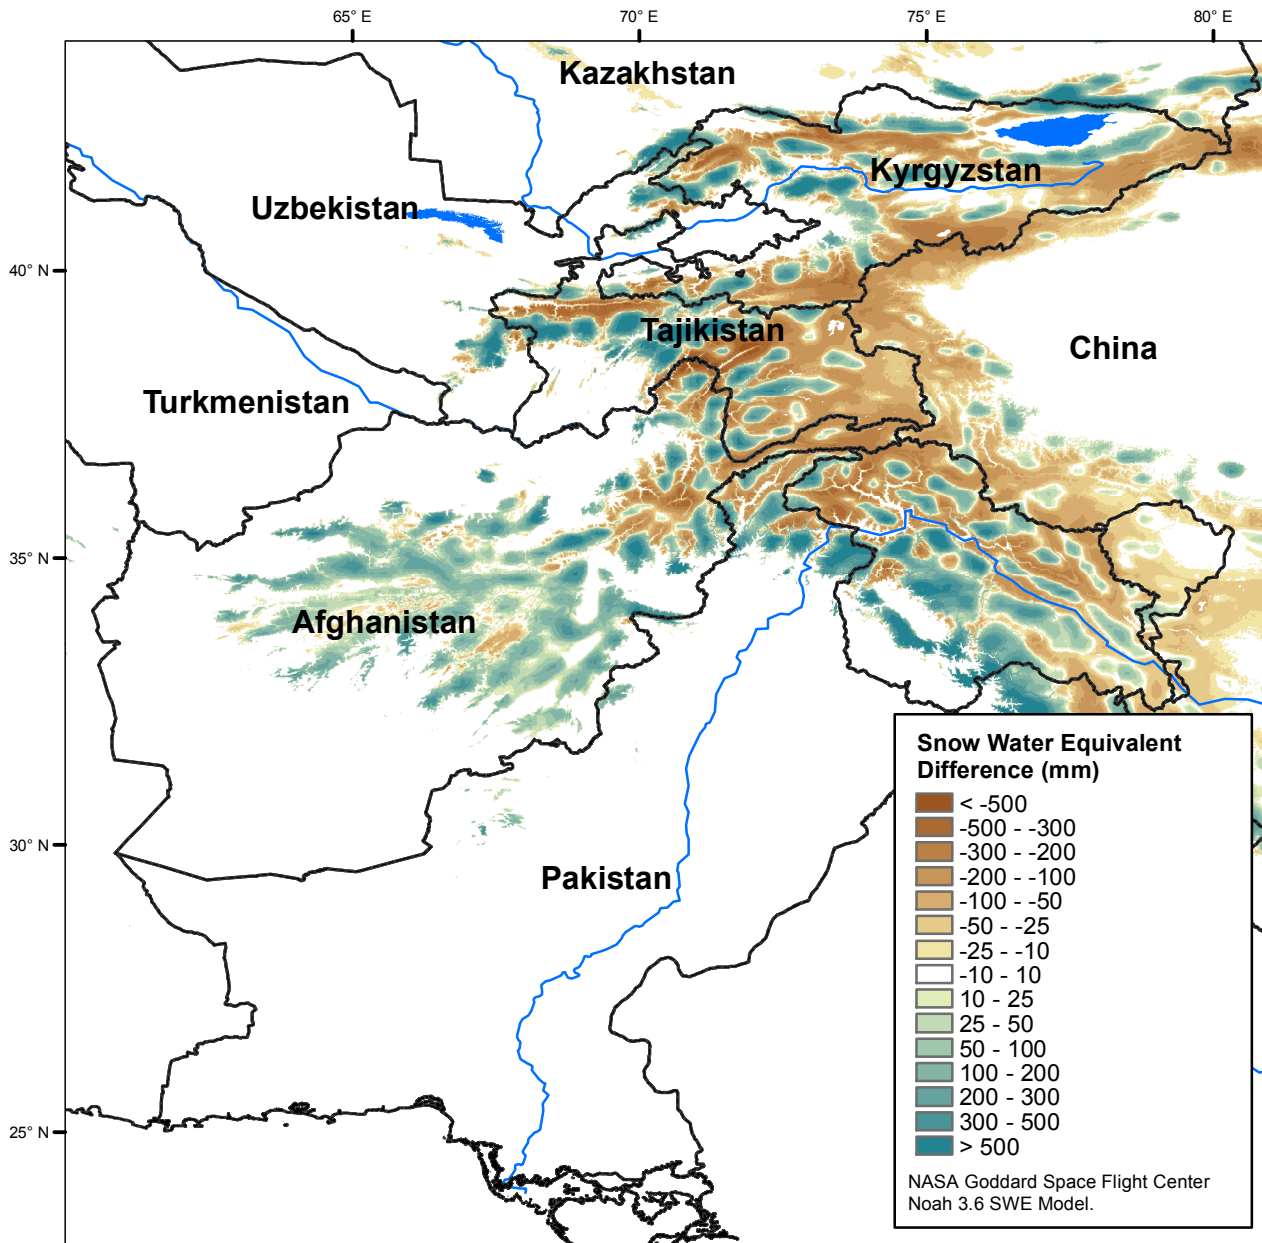 65° E
70° E
75° E
80° E
Kazakhstan
Kyrgyzstan
Uzbekistan
40° N
Tajikistan
China
Turkmenistan
35° N
Afghanistan
30° N
Pakistan
25° N
Snow Water Equivalent
Difference (mm)
< -500
-500 - -300
-300 - -200
-200 - -100
-100 - -50
-50 - -25
-25 - -10
-10 - 10
10 - 25
25 - 50
50 - 100
100 - 200
200 - 300
300 - 500
> 500
NASA Goddard Space Flight Center
Noah 3.6 SWE Model.